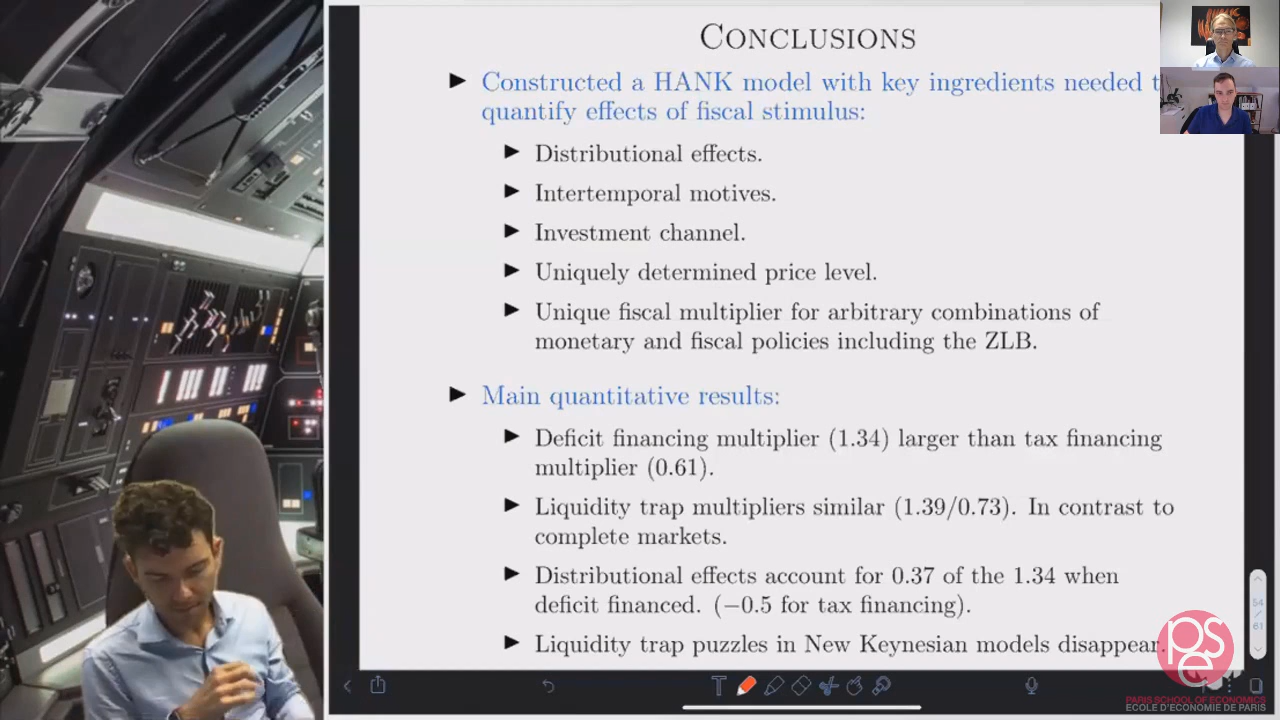 CONCLUSIONS
Constructed a HANK model with key ingredients needed t
quantify effects of fiscal stimulus:
Distributional effects.
Intertemporal motives.
Investment channel.
Uniquely determined price level.
Unique fiscal multiplier for arbitrary combinations of
monetary and fiscal policies including the ZLB.
Main quantitative results:
Deficit financing multiplier (1.34) larger than tax financing
multiplier (0.61).
Liquidity trap multipliers similar (1.39/0.73). In contrast to
complete markets.
Distributional effects account for 0.37 of the 1.34 when
deficit financed. (−0.5 for tax financing).
Liquidity trap puzzles in New Keynesian models disappear.
54
/
61
pse
T
PARIS SCHOOL OF ECONOMICS
ECOLE D'ECONOMIE DE PARIS